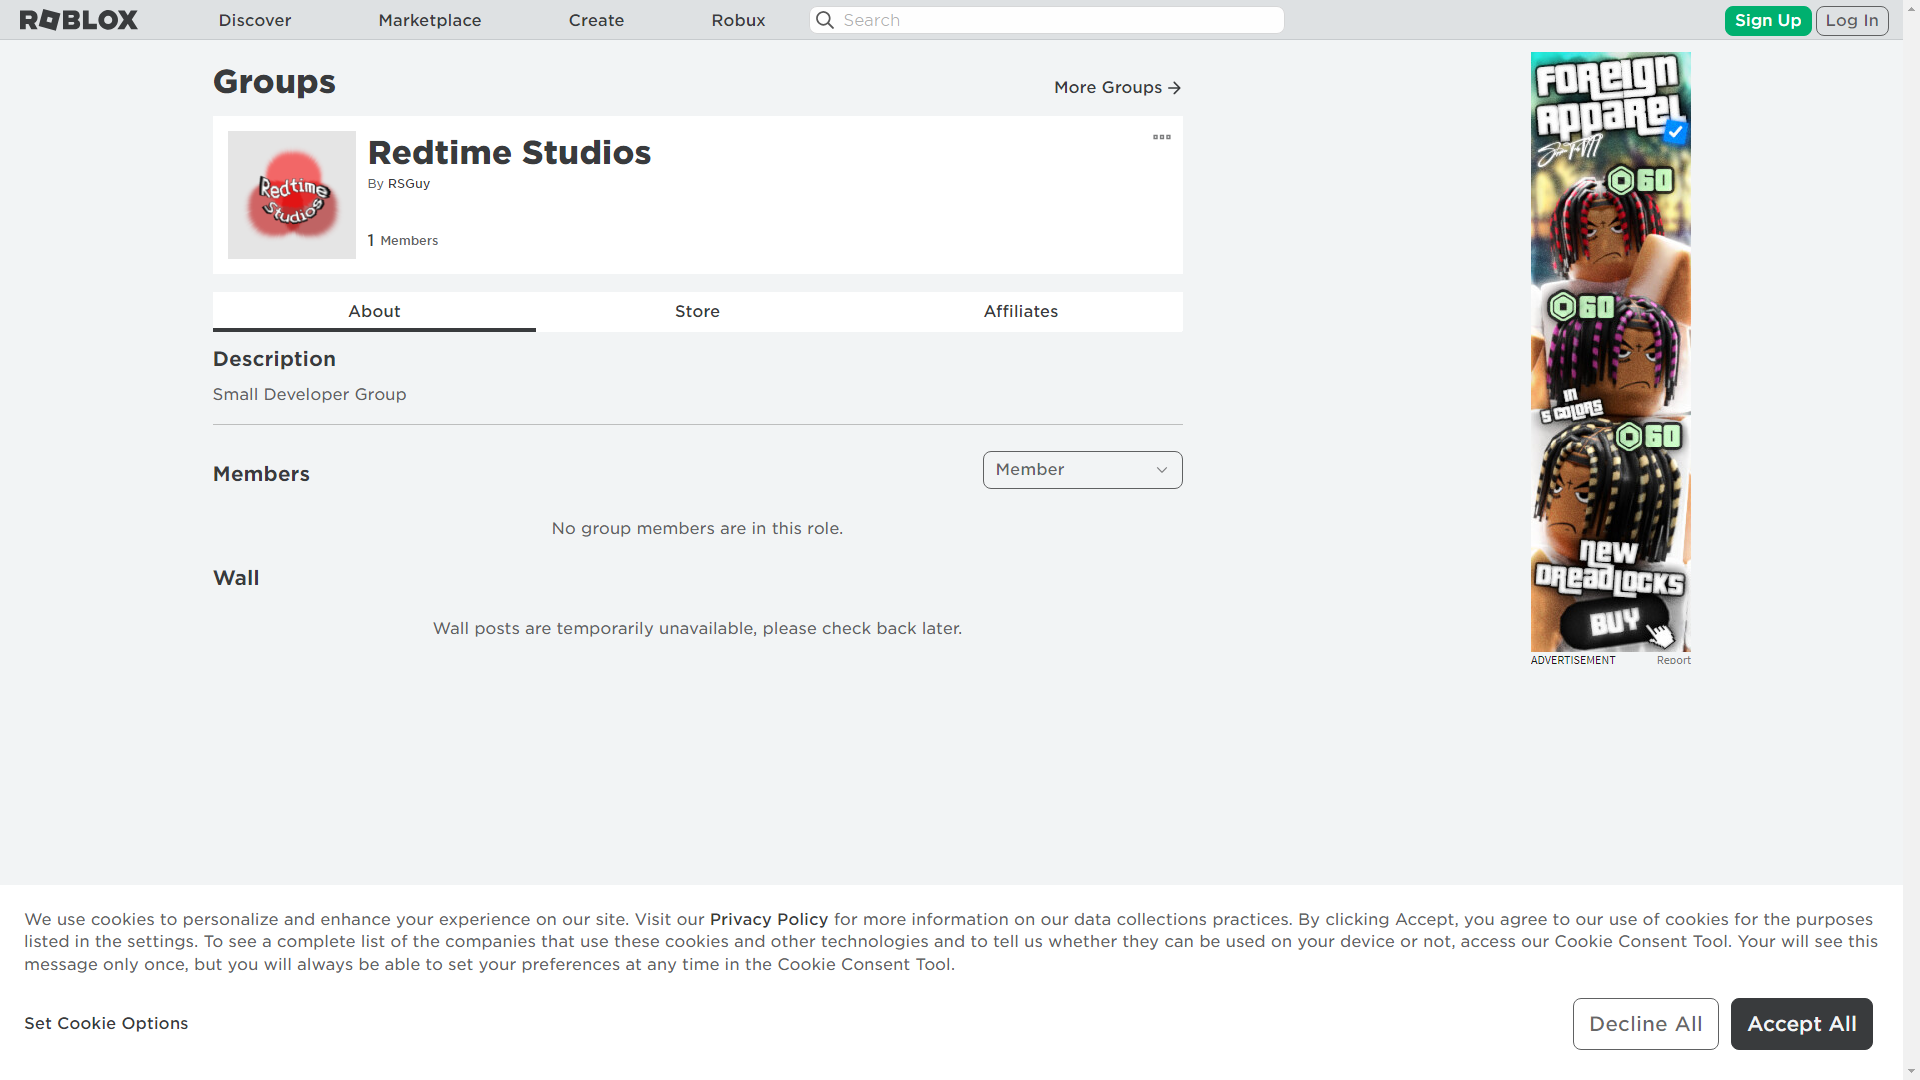 ROBLOX
Discover
Marketplace
Create
Robux
Search
Sign Up
Log In
Groups
More Groups
Redtime Studios
Redtime Studios
By RSGuy
1 Members
About
Store
Affiliates
Description
Small Developer Group
Members
Member
No group members are in this role.
Wall
Wall posts are temporarily unavailable, please check back later.
FOREIGN
APPAREL
60
60
IN
5 COLORS
60
NEW
DREADLOCKS
BUY
ADVERTISEMENT
Report
We use cookies to personalize and enhance your experience on our site. Visit our Privacy Policy for more information on our data collections practices. By clicking Accept, you agree to our use of cookies for the purposes
listed in the settings. To see a complete list of the companies that use these cookies and other technologies and to tell us whether they can be used on your device or not, access our Cookie Consent Tool. Your will see this
message only once, but you will always be able to set your preferences at any time in the Cookie Consent Tool.
Set Cookie Options
Decline All
Accept All